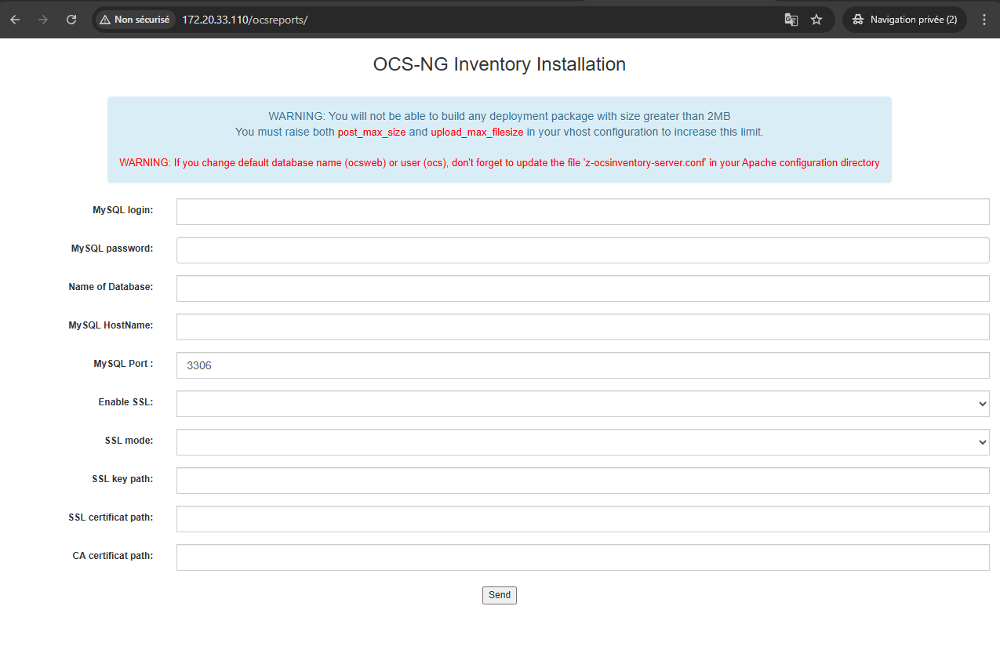 Non sécurisé
172.20.33.110/ocsreports/
Navigation privée (2)
OCS-NG Inventory Installation
WARNING: You will not be able to build any deployment package with size greater than 2MB
You must raise both post_max_size and upload_max_filesize in your vhost configuration to increase this limit.
WARNING: If you change default database name (ocsweb) or user (ocs), don't forget to update the file 'z-ocsinventory-server.conf' in your Apache configuration directory
MySQL login:
MySQL password:
Name of Database:
MySQL HostName:
MySQL Port : 3306
Enable SSL:
SSL mode:
SSL key path:
SSL certificat path:
CA certificat path:
Send